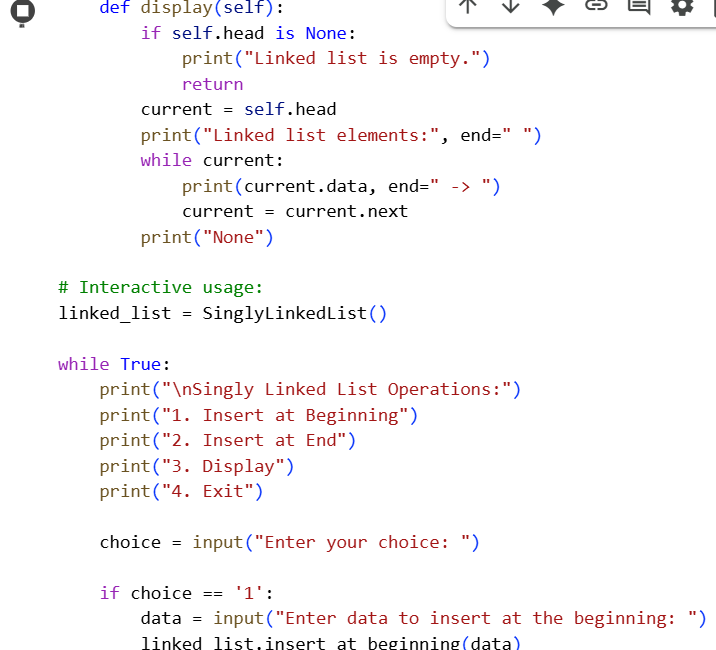 def display(self):
        if self.head is None:
            print("Linked list is empty.")
            return
        current = self.head
        print("Linked list elements:", end=" ")
        while current:
            print(current.data, end=" -> ")
            current = current.next
        print("None")

# Interactive usage:
linked_list = SinglyLinkedList()

while True:
    print("\nSingly Linked List Operations:")
    print("1. Insert at Beginning")
    print("2. Insert at End")
    print("3. Display")
    print("4. Exit")

    choice = input("Enter your choice: ")

    if choice == '1':
        data = input("Enter data to insert at the beginning: ")
        linked_list.insert_at_beginning(data)